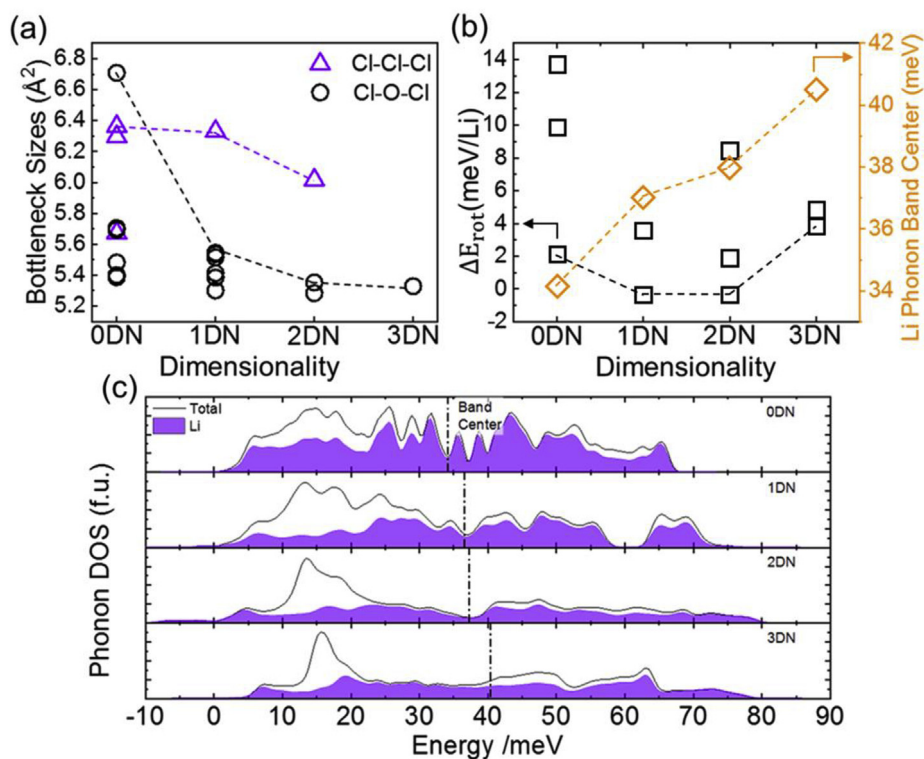 (a)
Bottleneck Sizes (Å²)
6.8
6.6
6.4
6.2
6.0
5.8
5.6
5.4
5.2
Cl-Cl-Cl
Cl-O-Cl
0DN 1DN 2DN 3DN
Dimensionality
(b)
ΔE_rot(meV/Li)
14
12
10
8
6
4
2
0
-2
42
40
38
36
34
Li Phonon Band Center (meV)
0DN 1DN 2DN 3DN
Dimensionality
(c)
Phonon DOS (f.u.)
Total
Li
Band
Center
0DN
1DN
2DN
3DN
-10 0 10 20 30 40 50 60 70 80 90
Energy /meV